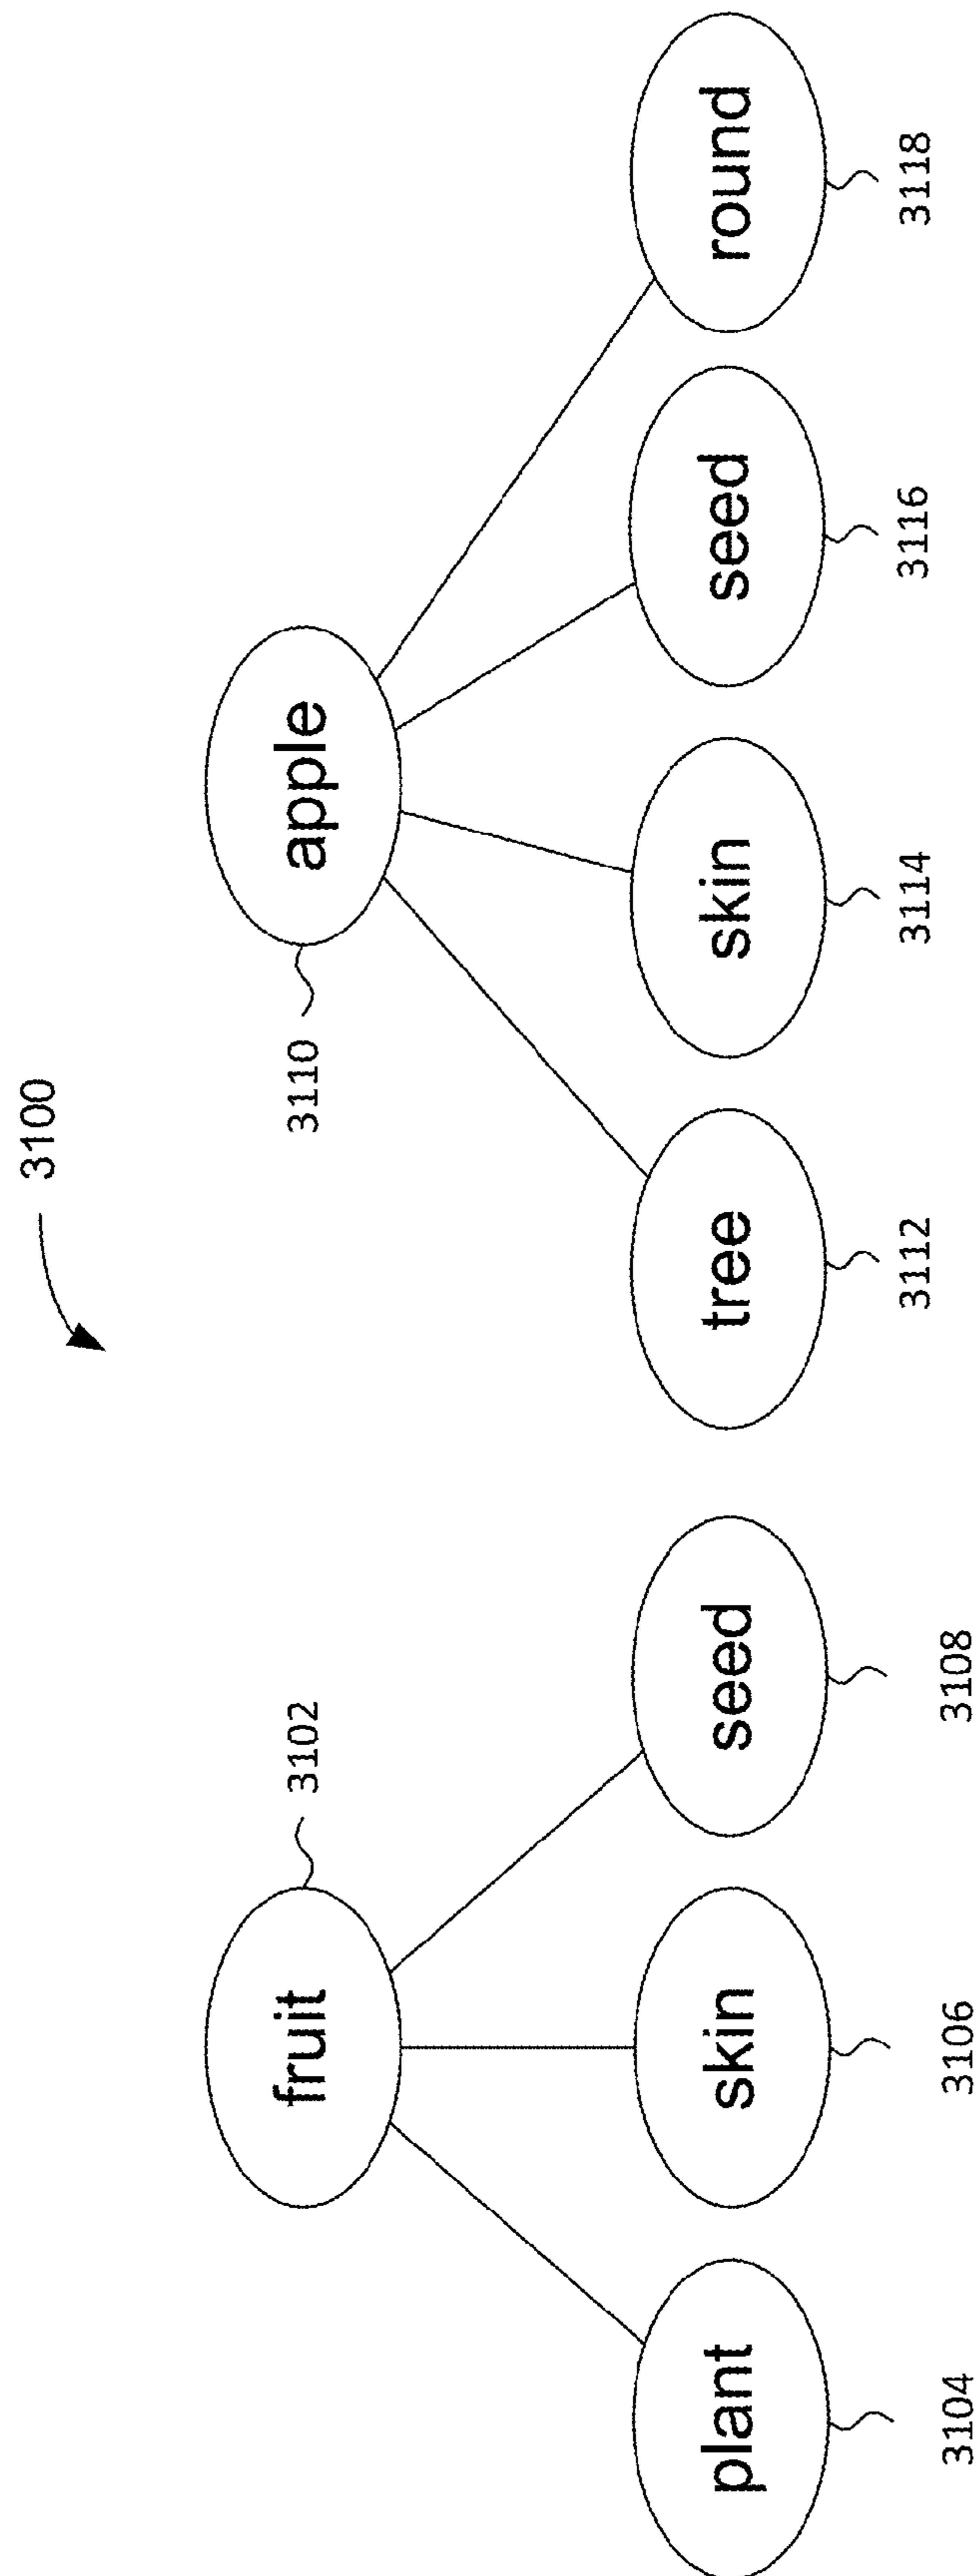 3100
fruit
3102
apple
3110
plant
skin
seed
tree
skin
seed
round
3104
3106
3108
3112
3114
3116
3118